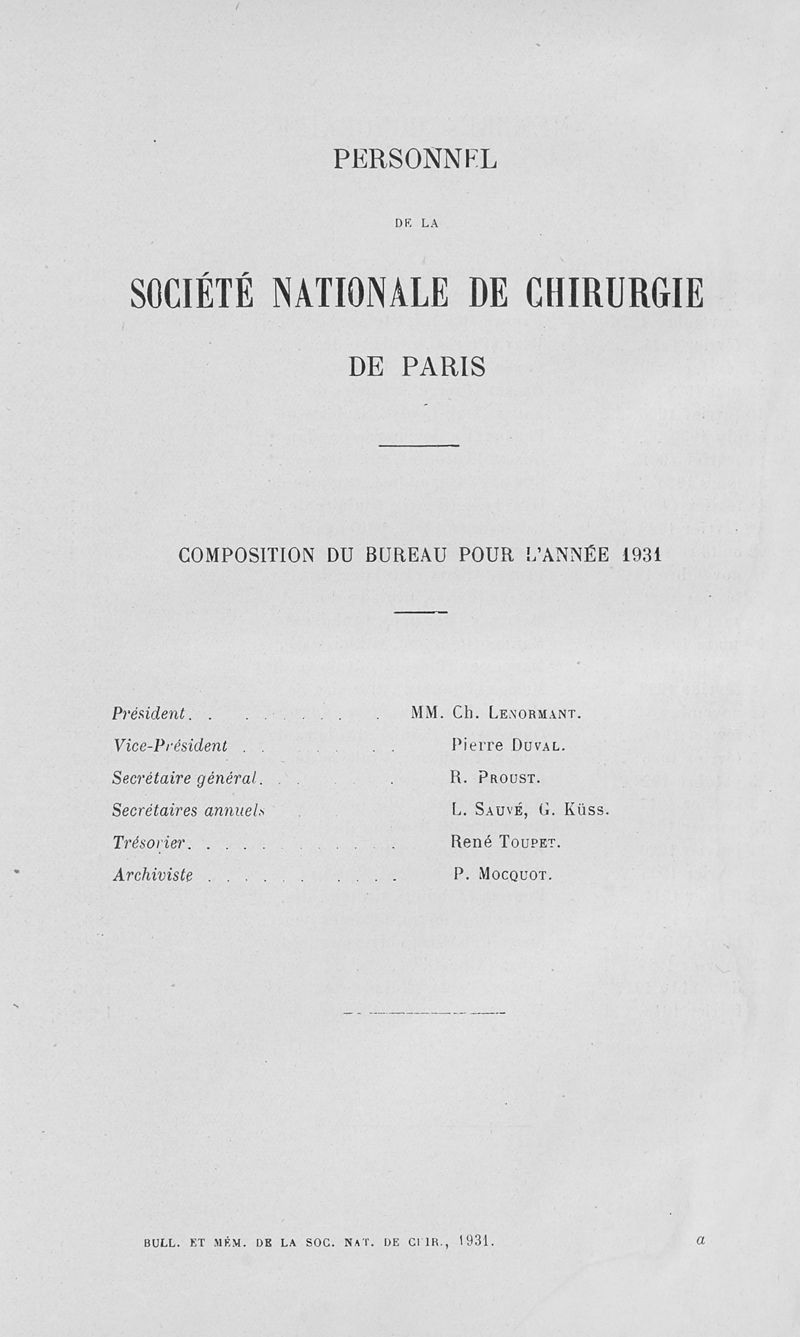 PERSONNEL
DE LA
SOCIÉTÉ NATIONALE DE CHIRURGIE
DE PARIS
COMPOSITION DU BUREAU POUR L'ANNÉE 1931
Président. . . . . . . . . MM. Ch. LENORMANT.
Vice-Président . . . . . . Pierre DUVAL.
Secrétaire général. . . . R. PROUST.
Secrétaires annuels . L. SAUVÉ, G. KÜSS.
Trésorier. . . . . . . . . . . René TOUPET.
Archiviste . . . . . . . . . . P. MOCQUOT.
BULL. ET MÉM. DE LA SOC. NAT. DE CHIR., 1931. a